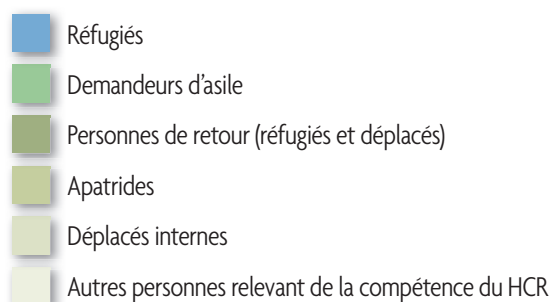 Réfugiés
Demandeurs d’asile
Personnes de retour (réfugiés et déplacés)
Apatrides
Déplacés internes
Autres personnes relevant de la compétence du HCR